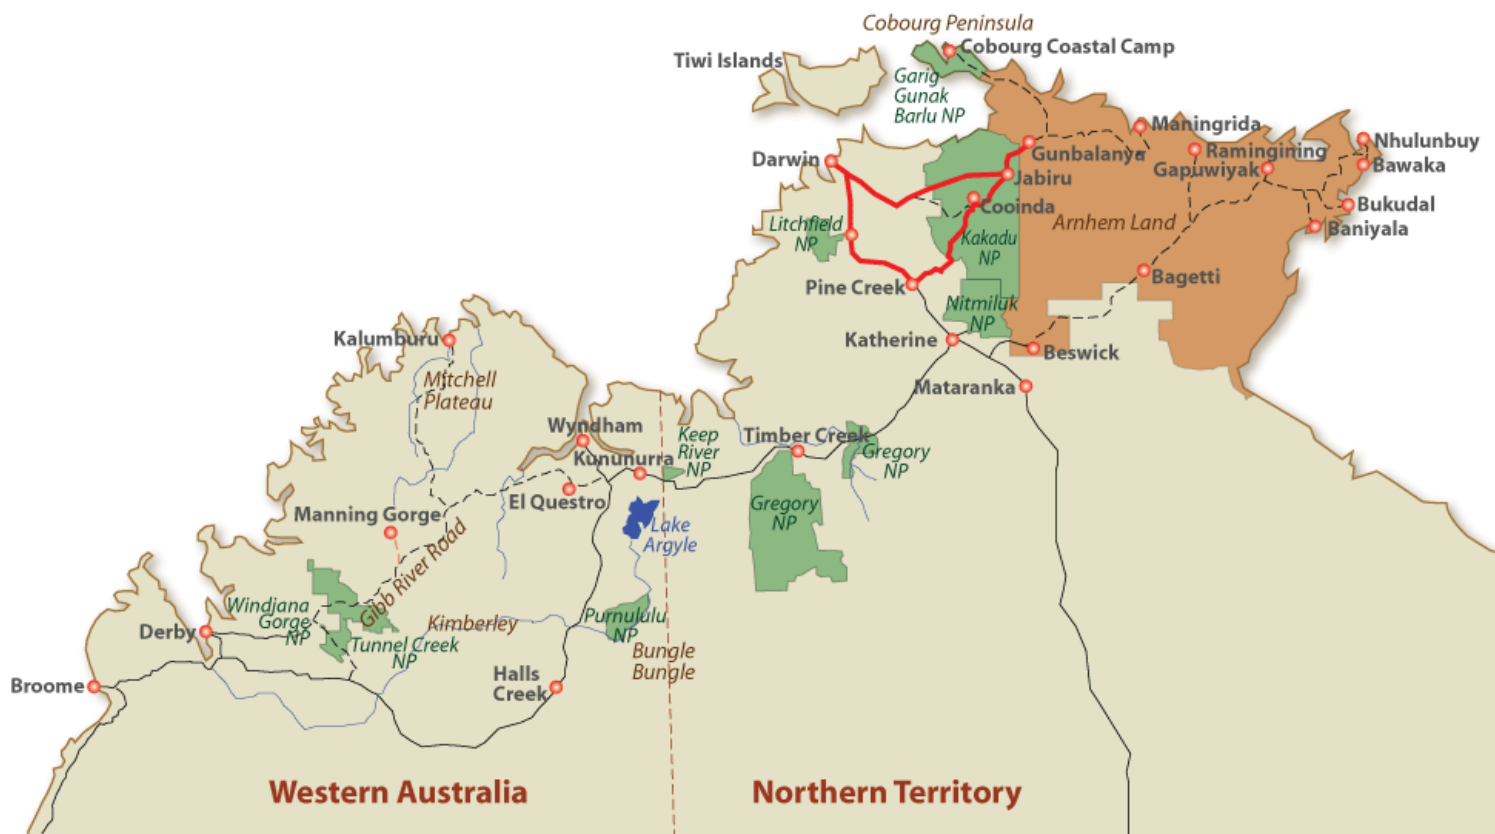 Cobourg Peninsula
Cobourg Coastal Camp
Tiwi Islands
Garig
Gunak
Barlu NP
Maningrida
Nhulunbuy
Darwin
Gunbalanya
Ramingining
Gapuwiyak
Bawaka
Jabiru
Cooinda
Bukudal
Litchfield
NP
Kakadu
NP
Arnhem Land
Baniyala
Bagetti
Pine Creek
Nitmiluk
NP
Kalumburu
Katherine
Beswick
Mitchell
Plateau
Mataranka
Wyndham
Keep
River
NP
Timber Creek
Kununurra
Gregory
NP
El Questro
Gregory
NP
Manning Gorge
Lake
Argyle
Gibb River Road
Windjana
Gorge
NP
Kimberley
Purnululu
NP
Derby
Tunnel Creek
NP
Bungle
Bungle
Broome
Halls
Creek
Western Australia
Northern Territory